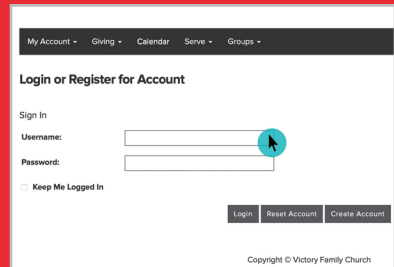 My Account Giving Calendar Serve Groups
Login or Register for Account
Sign In
Username:
Password:
Keep Me Logged In
Login Reset Account Create Account
Copyright © Victory Family Church